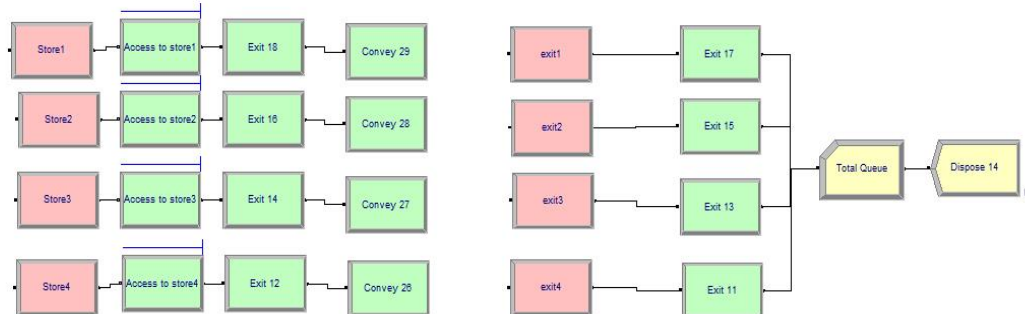 Store1
Access to store1
Exit 18
Convey 29
Store2
Access to store2
Exit 16
Convey 28
Store3
Access to store3
Exit 14
Convey 27
Store4
Access to store4
Exit 12
Convey 26
exit1
Exit 17
exit2
Exit 15
exit3
Exit 13
exit4
Exit 11
Total Queue
Dispose 14